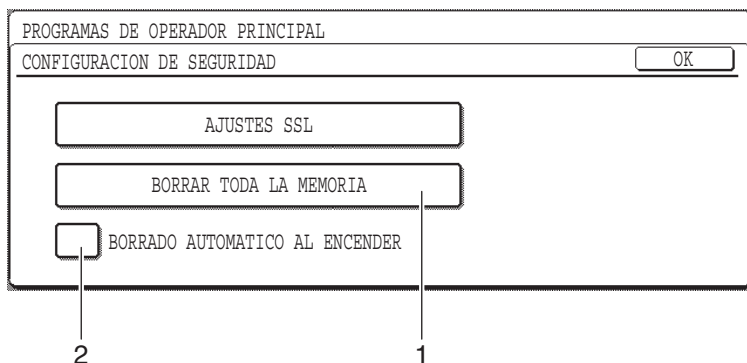 PROGRAMAS DE OPERADOR PRINCIPAL
CONFIGURACION DE SEGURIDAD
OK
AJUSTES SSL
BORRAR TODA LA MEMORIA
BORRADO AUTOMATICO AL ENCENDER
2
1